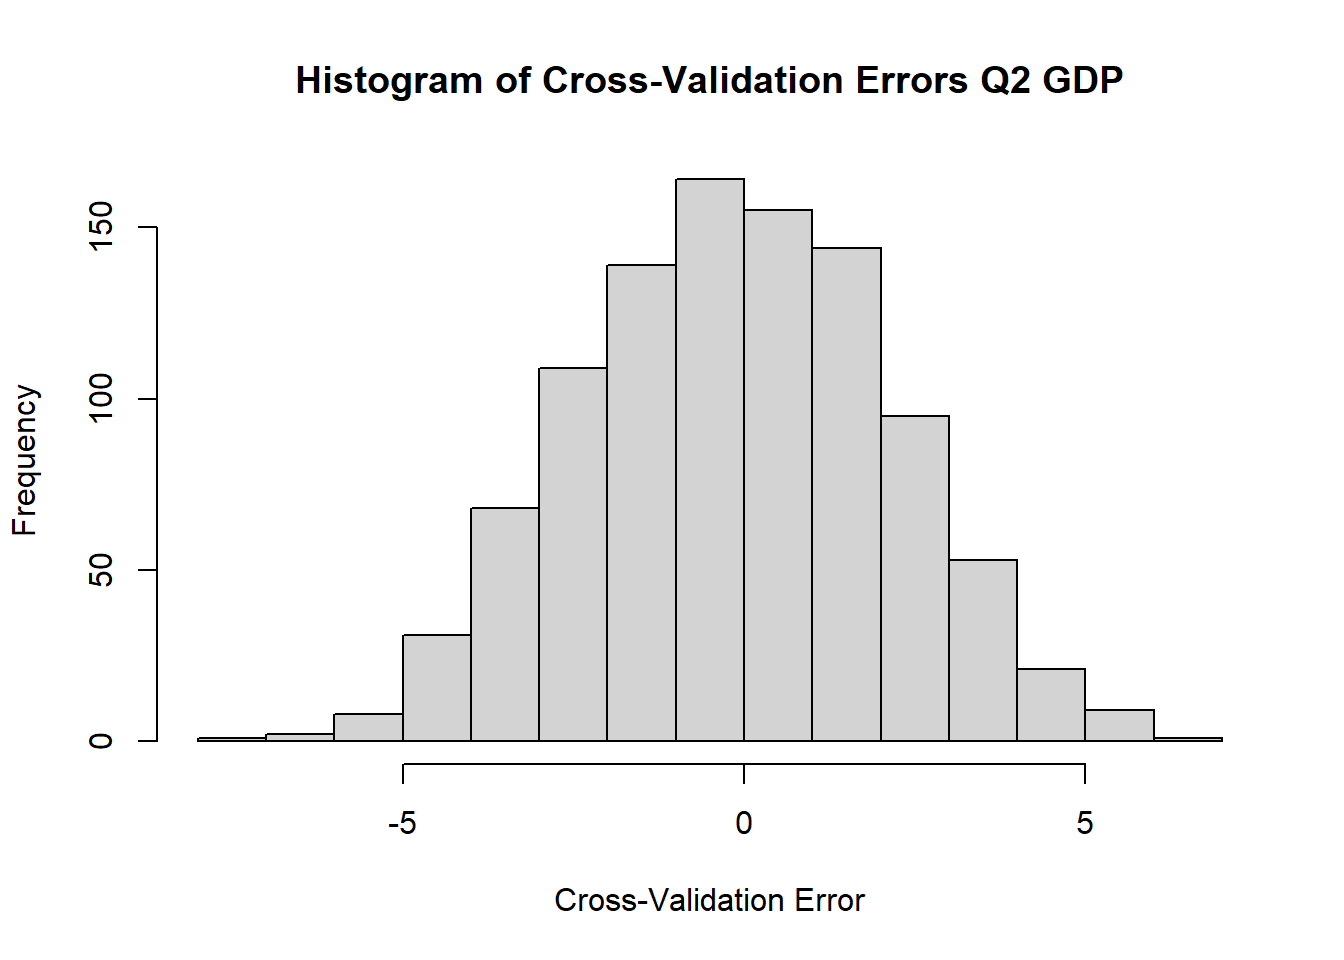 Histogram of Cross-Validation Errors Q2 GDP
Frequency
150
100
50
0
-5 0 5
Cross-Validation Error